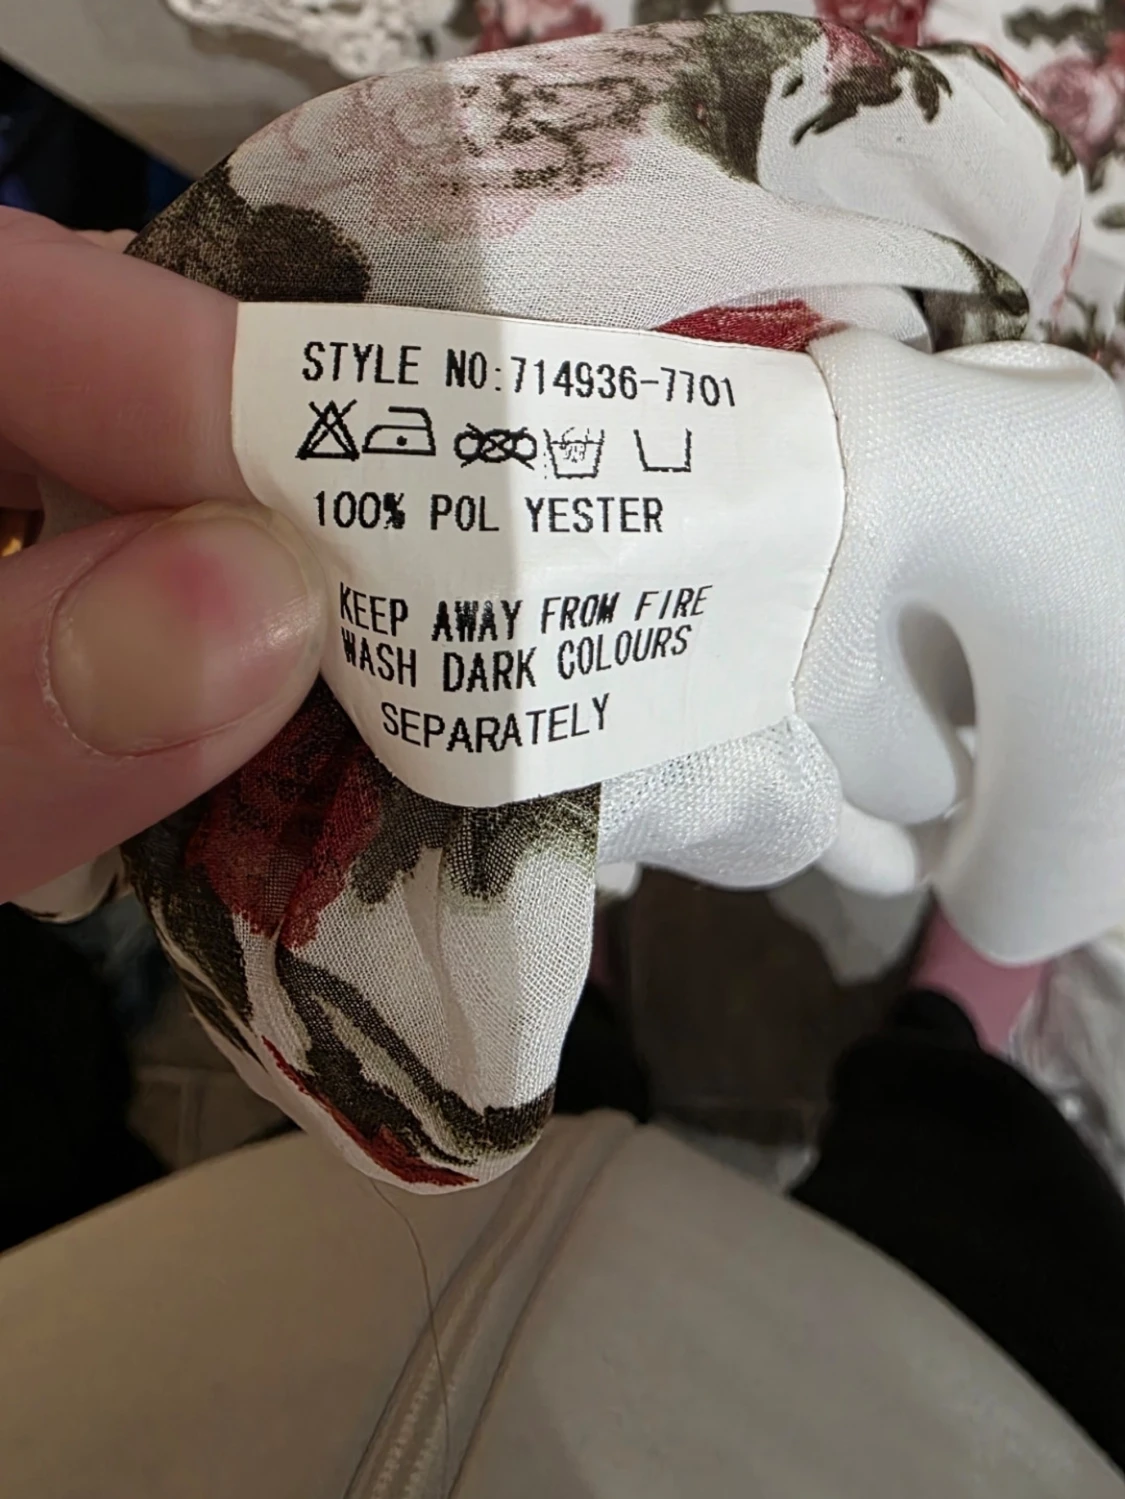 STYLE NO:714936-7701
100% POL YESTER
KEEP AWAY FROM FIRE
WASH DARK COLOURS
SEPARATELY